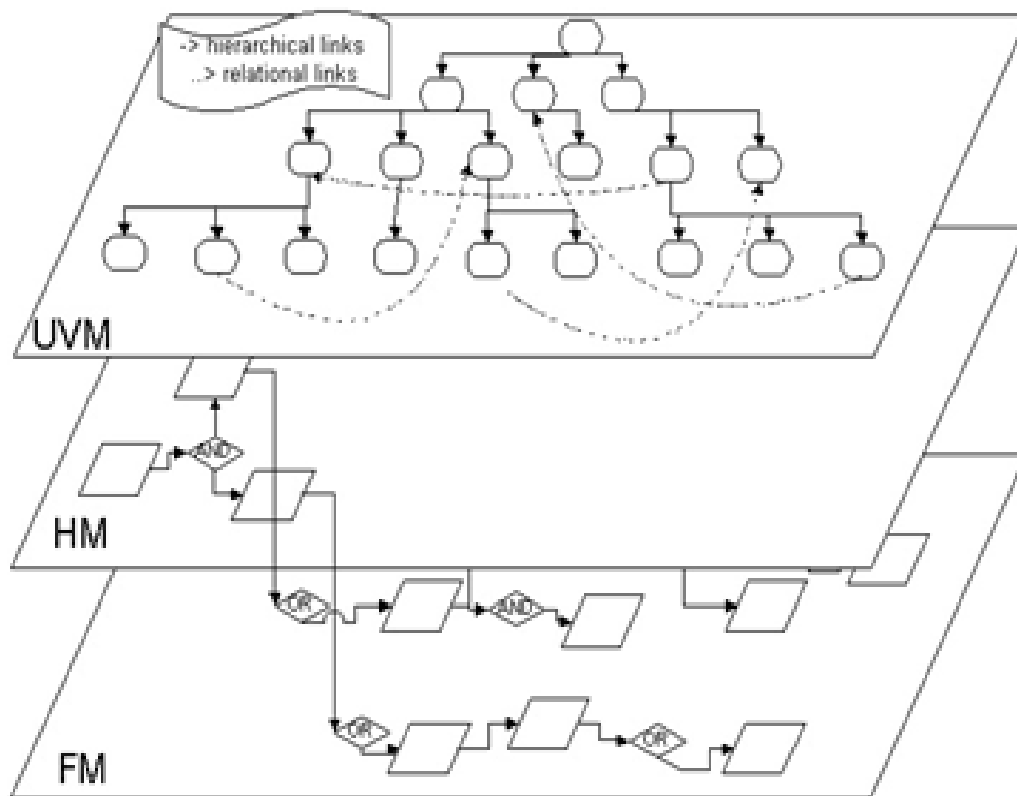 -> hierarchical links
..> relational links
UVM
AND
HM
OR
AND
OR
OR
FM